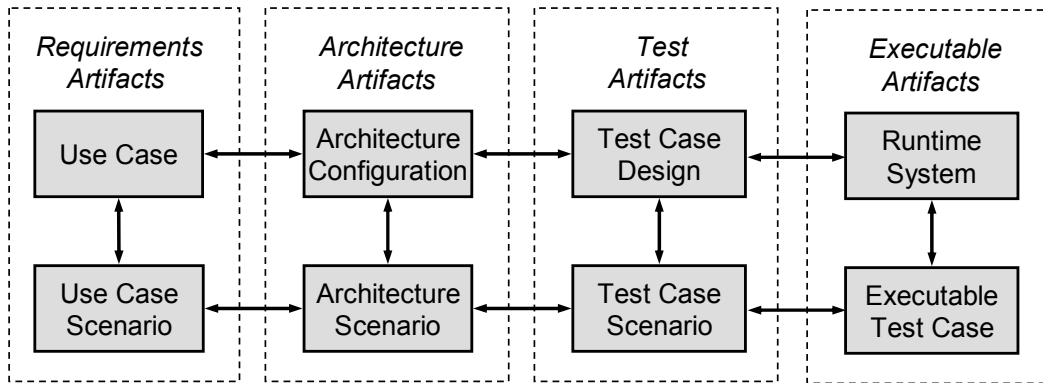 Requirements
Artifacts
Architecture
Artifacts
Test
Artifacts
Executable
Artifacts
Use Case
Architecture
Configuration
Test Case
Design
Runtime
System
Use Case
Scenario
Architecture
Scenario
Test Case
Scenario
Executable
Test Case